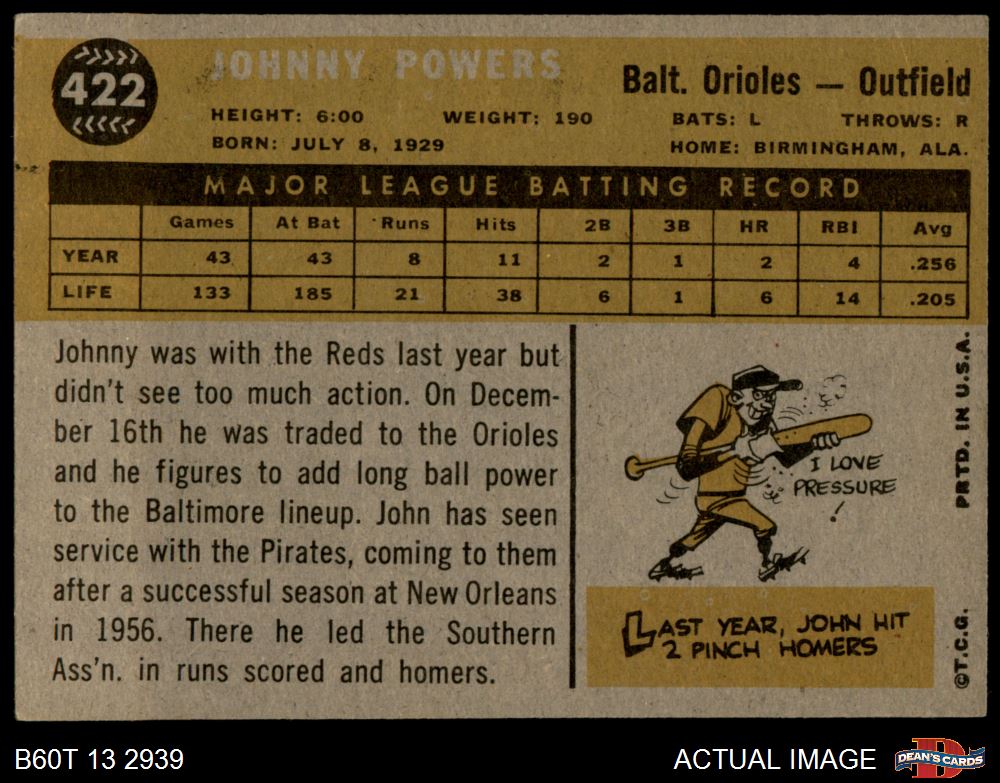 422
JOHNNY POWERS
Balt. Orioles — Outfield
HEIGHT: 6:00 WEIGHT: 190 BATS: L THROWS: R
BORN: JULY 8, 1929 HOME: BIRMINGHAM, ALA.
MAJOR LEAGUE BATTING RECORD
Games At Bat Runs Hits 2B 3B HR RBI Avg
YEAR 43 43 8 11 2 1 2 4 .256
LIFE 133 185 21 38 6 1 6 14 .205
Johnny was with the Reds last year but
didn't see too much action. On Decem-
ber 16th he was traded to the Orioles
and he figures to add long ball power
to the Baltimore lineup. John has seen
service with the Pirates, coming to them
after a successful season at New Orleans
in 1956. There he led the Southern
Ass'n. in runs scored and homers.
I LOVE
PRESSURE
!
LAST YEAR, JOHN HIT
2 PINCH HOMERS
©T.C.G. PRTD. IN U.S.A.
B60T 13 2939
ACTUAL IMAGE
D
DEAN'S CARDS